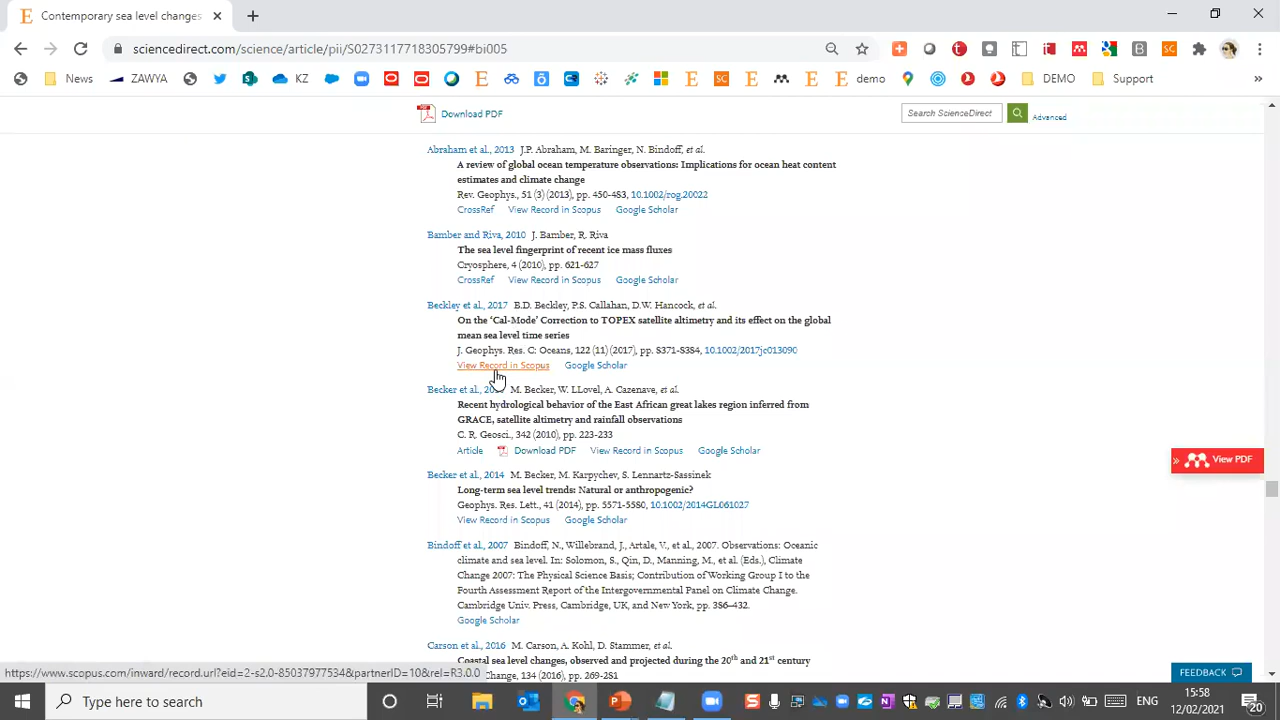 Contemporary sea level changes
sciencedirect.com/science/article/pii/S0273117718305799#bi005
News ZAWYA KZ demo DEMO Support »
Download PDF
Search ScienceDirect Advanced
Abraham et al., 2013 J.P. Abraham, M. Baringer, N. Bindoff, et al.
A review of global ocean temperature observations: Implications for ocean heat content
estimates and climate change
Rev. Geophys., 51 (3) (2013), pp. 450-483, 10.1002/rog.20022
CrossRef View Record in Scopus Google Scholar
Bamber and Riva, 2010 J. Bamber, R. Riva
The sea level fingerprint of recent ice mass fluxes
Cryosphere, 4 (2010), pp. 621-627
CrossRef View Record in Scopus Google Scholar
Beckley et al., 2017 B.D. Beckley, P.S. Callahan, D.W. Hancock, et al.
On the ‘Cal-Mode’ Correction to TOPEX satellite altimetry and its effect on the global
mean sea level time series
J. Geophys. Res. C: Oceans, 122 (11) (2017), pp. 8371-8384, 10.1002/2017jc013090
View Record in Scopus Google Scholar
Becker et al., M. Becker, W. LLovel, A. Cazenave, et al.
Recent hydrological behavior of the East African great lakes region inferred from
GRACE, satellite altimetry and rainfall observations
C. R. Geosci., 342 (2010), pp. 223-233
Article Download PDF View Record in Scopus Google Scholar
Becker et al., 2014 M. Becker, M. Karpychev, S. Lennartz-Sassinek
Long-term sea level trends: Natural or anthropogenic?
Geophys. Res. Lett., 41 (2014), pp. 5571-5580, 10.1002/2014GL061027
View Record in Scopus Google Scholar
Bindoff et al., 2007 Bindoff, N., Willebrand, J., Artale, V., et al., 2007. Observations: Oceanic
climate and sea level. In: Solomon, S., Qin, D., Manning, M., et al. (Eds.), Climate
Change 2007: The Physical Science Basis; Contribution of Working Group I to the
Fourth Assessment Report of the Intergovernmental Panel on Climate Change.
Cambridge Univ. Press, Cambridge, UK, and New York, pp. 386–432.
Google Scholar
Carson et al., 2016 M. Carson, A. Kohl, D. Stammer, et al.
Coastal sea level changes, observed and projected during the 20th and 21st century
Change, 134 (2016), pp. 269-281
View PDF
FEEDBACK
https://www.scopus.com/inward/record.url?eid=2-s2.0-85037977534&partnerID=10&rel=R3.0.0
Type here to search
ENG
15:58
12/02/2021
20